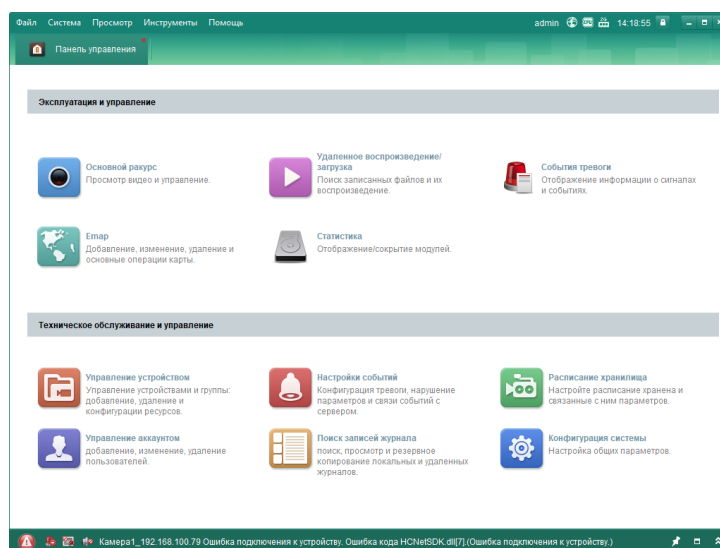 Файл Система Просмотр Инструменты Помощь
admin 14:18:55
Панель управления
Эксплуатация и управление
Основной ракурс
Просмотр видео и управление.
Удаленное воспроизведение/
загрузка
Поиск записанных файлов и их
воспроизведение.
События тревоги
Отображение информации о сигналах
и событиях.
Emap
Добавление, изменение, удаление и
основные операции карты.
Статистика
Отображение/сокрытие модулей.
Техническое обслуживание и управление
Управление устройством
Управление устройствами и группы:
добавление, удаление и
конфигурации ресурсов.
Настройки событий
Конфигурация тревоги, нарушение
параметров и связи событий с
сервером.
Расписание хранилища
Настройте расписание хранена и
связанные с ним параметров.
Управление аккаунтом
добавление, изменение, удаление
пользователей.
Поиск записей журнала
поиск, просмотр и резервное
копирование локальных и удаленных
журналов.
Конфигурация системы
Настройка общих параметров.
Камера1_192.168.100.79 Ошибка подключения к устройству. Ошибка кода HCNetSDK.dll[7].(Ошибка подключения к устройству.)